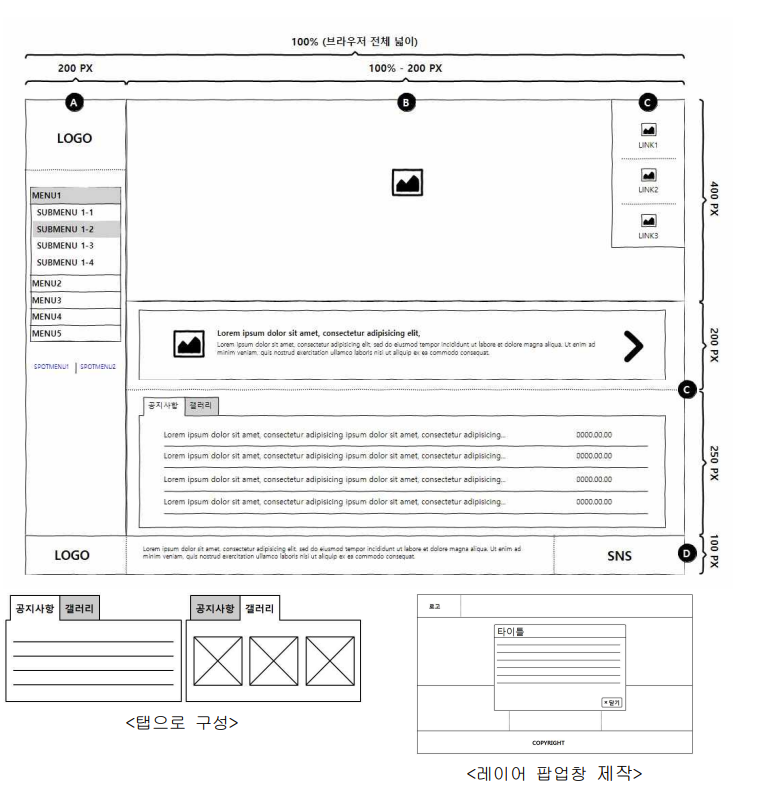 100% (브라우저 전체 넓이)
200 PX
100% - 200 PX
A
B
C
LOGO
LINK1
LINK2
LINK3
400 PX
MENU1
SUBMENU 1-1
SUBMENU 1-2
SUBMENU 1-3
SUBMENU 1-4
MENU2
MENU3
MENU4
MENU5
SPOTMENU1
SPOTMENU2
Lorem ipsum dolor sit amet, consectetur adipisicing elit,
Lorem ipsum dolor sit amet, consectetur adipisicing elit, sed do eiusmod tempor incididunt ut labore et dolore magna aliqua. Ut enim ad
minim veniam, quis nostrud exercitation ullamco laboris nisi ut aliquip ex ea commodo consequat.
200 PX
C
공지사항
갤러리
Lorem ipsum dolor sit amet, consectetur adipisicing ipsum dolor sit amet, consectetur adipisicing... 0000.00.00
Lorem ipsum dolor sit amet, consectetur adipisicing ipsum dolor sit amet, consectetur adipisicing... 0000.00.00
Lorem ipsum dolor sit amet, consectetur adipisicing ipsum dolor sit amet, consectetur adipisicing... 0000.00.00
Lorem ipsum dolor sit amet, consectetur adipisicing ipsum dolor sit amet, consectetur adipisicing... 0000.00.00
250 PX
LOGO
Lorem ipsum dolor sit amet, consectetur adipisicing elit, sed do eiusmod tempor incididunt ut labore et dolore magna aliqua. Ut enim ad
minim veniam, quis nostrud exercitation ullamco laboris nisi ut aliquip ex ea commodo consequat.
SNS
D
100 PX
공지사항
갤러리
공지사항
갤러리
<탭으로 구성>
로고
타이틀
× 닫기
COPYRIGHT
<레이어 팝업창 제작>